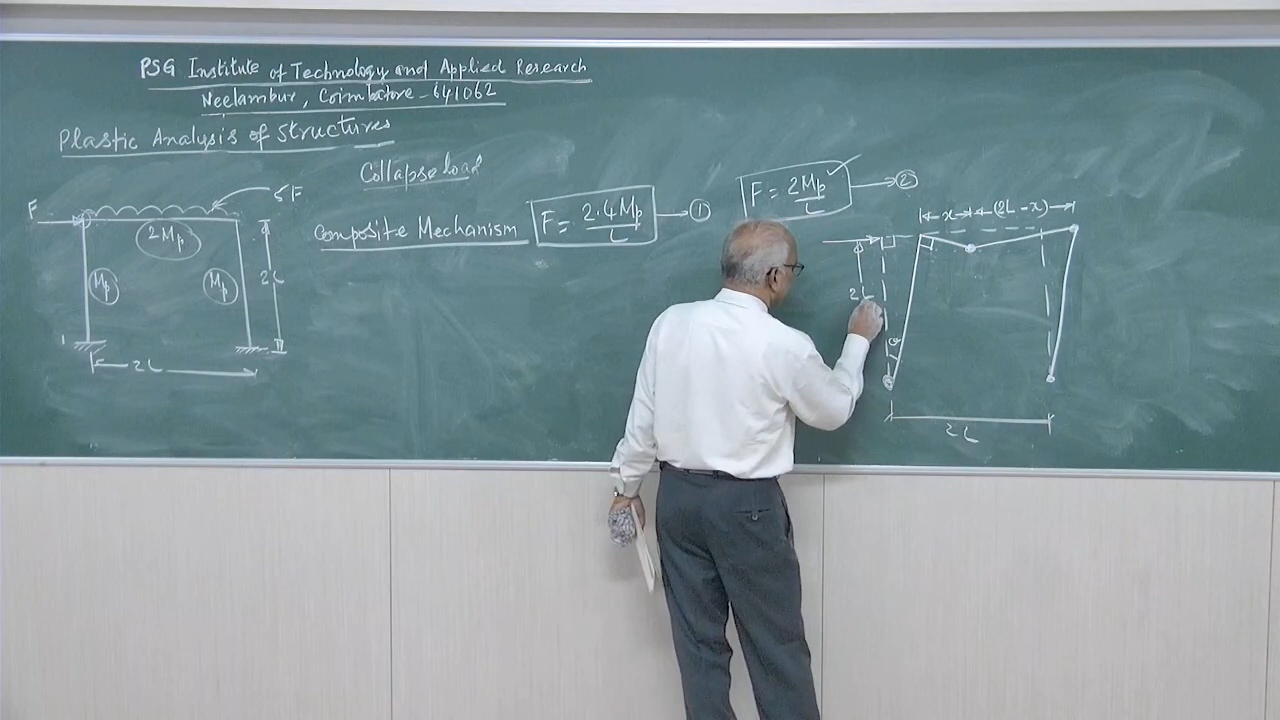 PSG Institute of Technology and Applied Research
Neelambur, Coimbatore - 641062
Plastic Analysis of Structures
Collapse load
Composite Mechanism
F = 2.4Mp/L → ①
F = 2Mp/L → ②
F
5F
2Mp
Mp
Mp
2L
1
2L
x
(2L-x)
2L
θ
2L